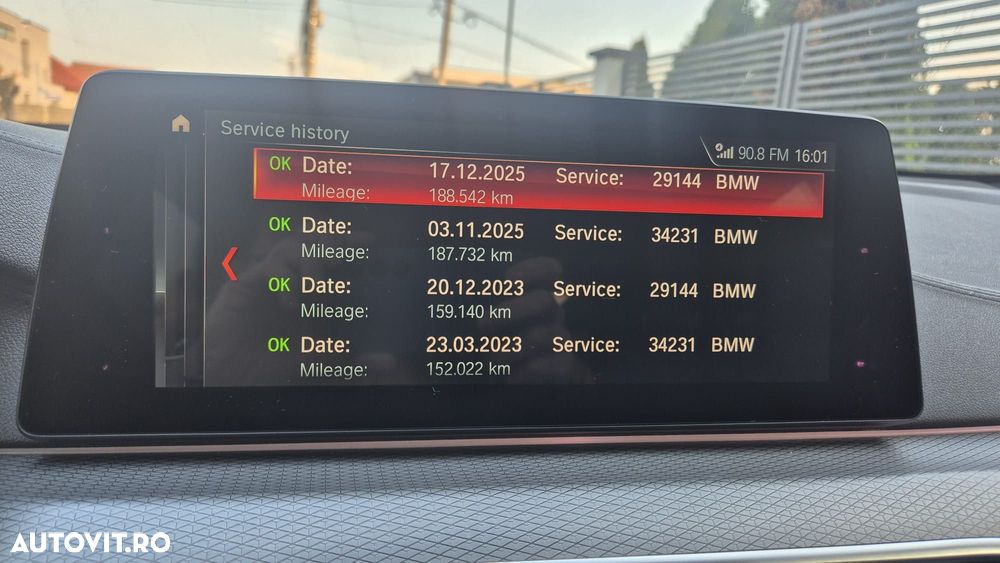 Service history
90.8 FM 16:01
OK Date: 17.12.2025 Service: 29144 BMW
Mileage: 188.542 km
OK Date: 03.11.2025 Service: 34231 BMW
Mileage: 187.732 km
OK Date: 20.12.2023 Service: 29144 BMW
Mileage: 159.140 km
OK Date: 23.03.2023 Service: 34231 BMW
Mileage: 152.022 km
AUTOVIT.RO